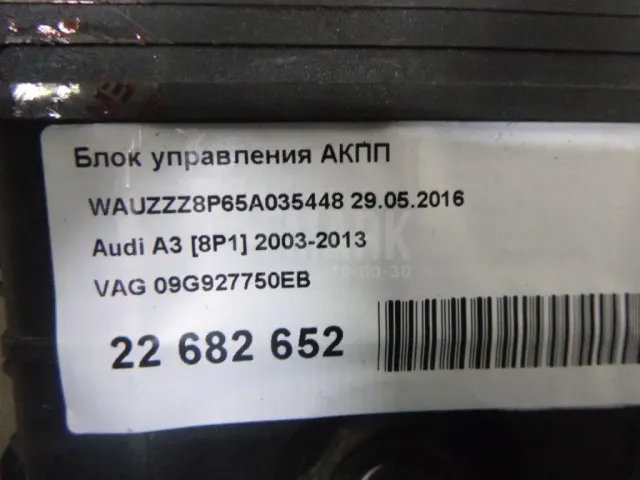 Блок управления АКПП
WAUZZZ8P65A035448 29.05.2016
Audi A3 [8P1] 2003-2013
VAG 09G927750EB
22 682 652